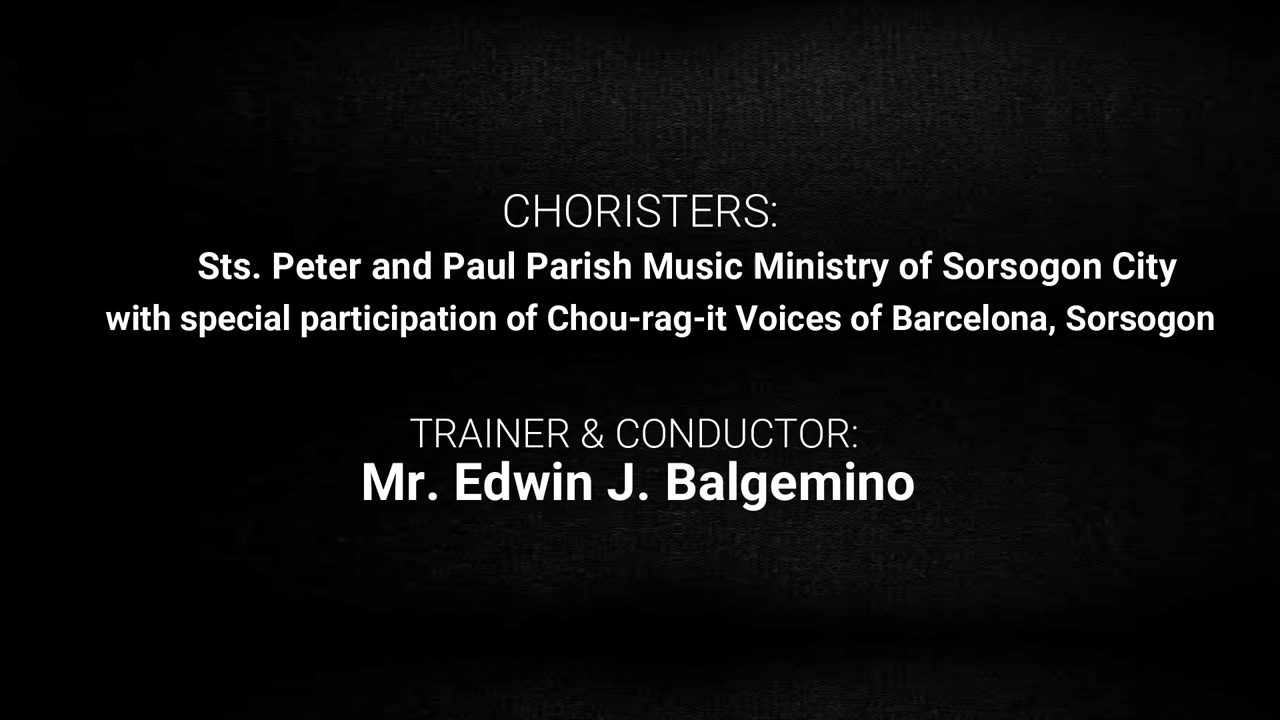 CHORISTERS:
Sts. Peter and Paul Parish Music Ministry of Sorsogon City
with special participation of Chou-rag-it Voices of Barcelona, Sorsogon
TRAINER & CONDUCTOR:
Mr. Edwin J. Balgemino